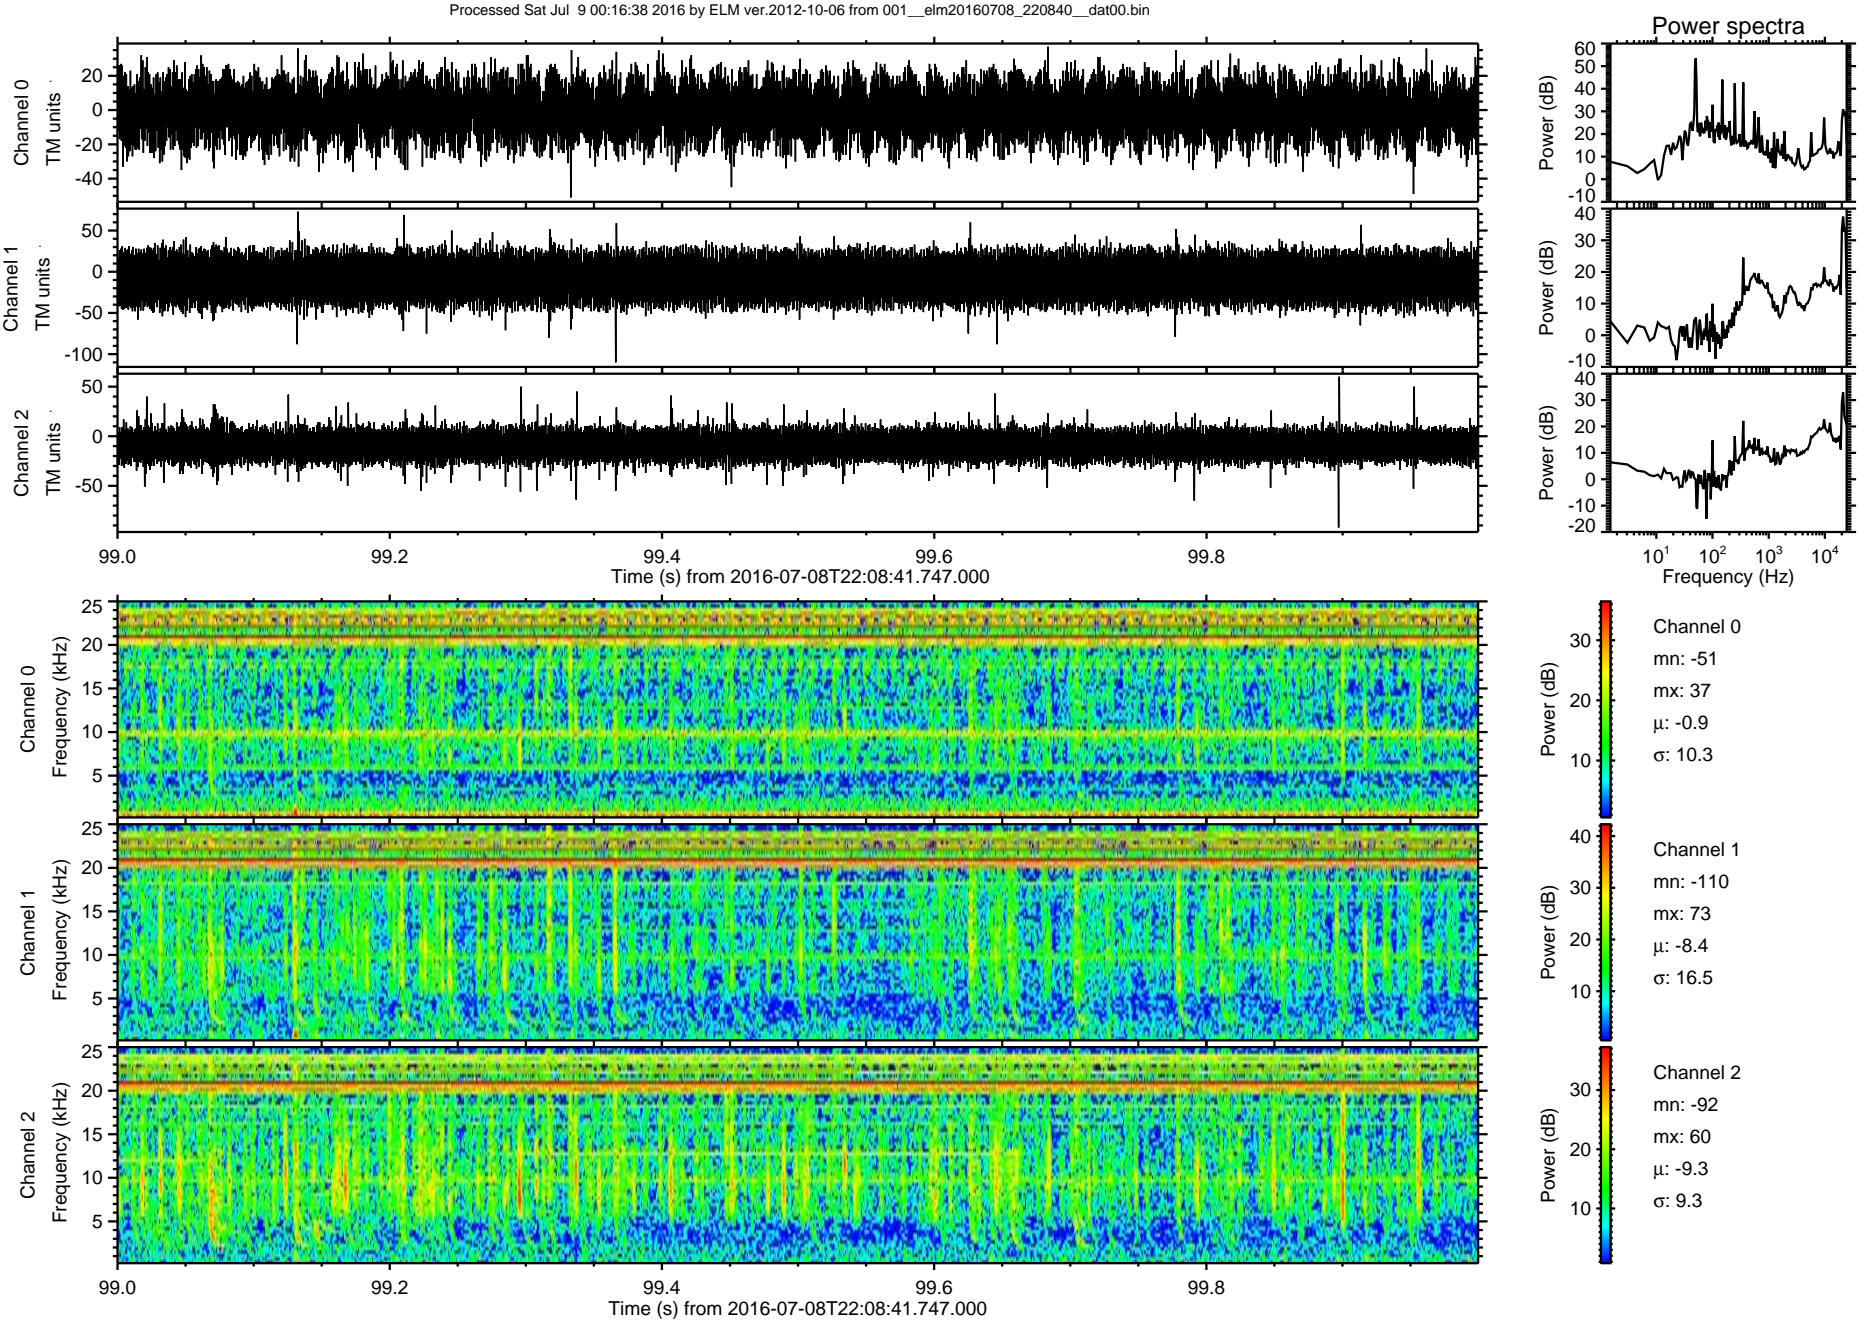 Processed Sat Jul  9 00:16:38 2016 by ELM ver.2012-10-06 from 001__elm20160708_220840__dat00.bin
Power spectra
Channel 0
TM units
20
0
-20
-40
Power (dB)
60
50
40
30
20
10
0
-10
Channel 1
TM units
50
0
-50
-100
Power (dB)
40
30
20
10
0
-10
Channel 2
TM units
50
0
-50
Power (dB)
40
30
20
10
0
-10
-20
99.0 99.2 99.4 99.6 99.8
Time (s) from 2016-07-08T22:08:41.747.000
10¹ 10² 10³ 10⁴
Frequency (Hz)
Channel 0
Frequency (kHz)
25
20
15
10
5
Power (dB)
30
20
10
Channel 0
mn: -51
mx: 37
μ: -0.9
σ: 10.3
Channel 1
Frequency (kHz)
25
20
15
10
5
Power (dB)
40
30
20
10
Channel 1
mn: -110
mx: 73
μ: -8.4
σ: 16.5
Channel 2
Frequency (kHz)
25
20
15
10
5
Power (dB)
30
20
10
Channel 2
mn: -92
mx: 60
μ: -9.3
σ: 9.3
99.0 99.2 99.4 99.6 99.8
Time (s) from 2016-07-08T22:08:41.747.000